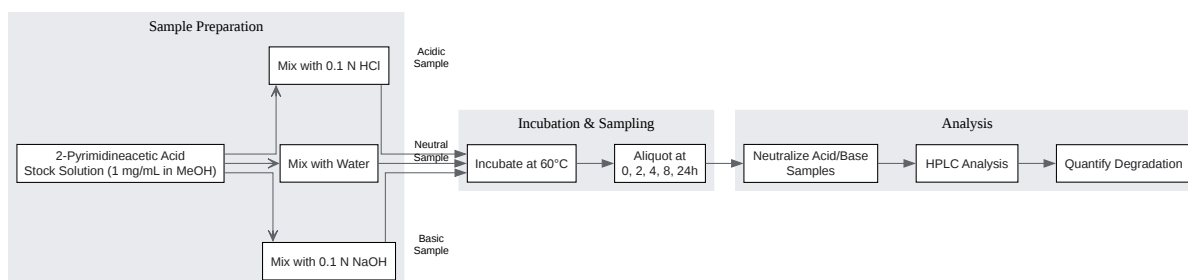 Sample Preparation
Mix with 0.1 N HCl
2-Pyrimidineacetic Acid
Stock Solution (1 mg/mL in MeOH)
Mix with Water
Mix with 0.1 N NaOH
Acidic
Sample
Neutral
Sample
Basic
Sample
Incubation & Sampling
Incubate at 60°C
Aliquot at
0, 2, 4, 8, 24h
Analysis
Neutralize Acid/Base
Samples
HPLC Analysis
Quantify Degradation